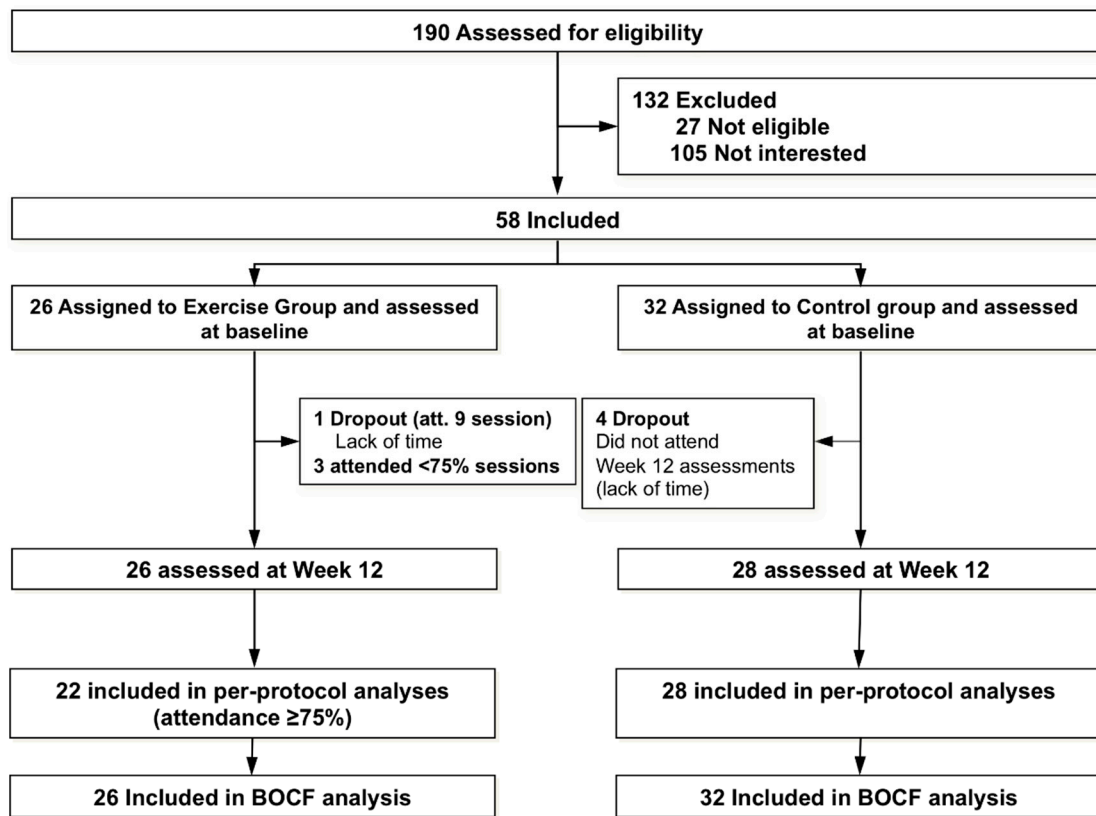 190 Assessed for eligibility
132 Excluded
27 Not eligible
105 Not interested
58 Included
26 Assigned to Exercise Group and assessed
at baseline
32 Assigned to Control group and assessed
at baseline
1 Dropout (att. 9 session)
Lack of time
3 attended <75% sessions
4 Dropout
Did not attend
Week 12 assessments
(lack of time)
26 assessed at Week 12
28 assessed at Week 12
22 included in per-protocol analyses
(attendance ≥75%)
28 included in per-protocol analyses
26 Included in BOCF analysis
32 Included in BOCF analysis